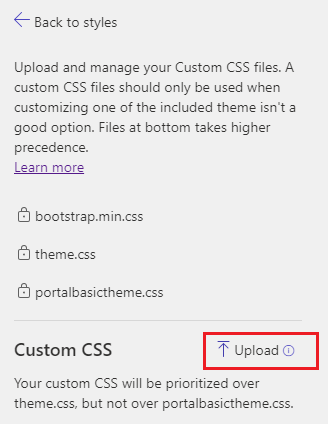 Back to styles
Upload and manage your Custom CSS files. A
custom CSS files should only be used when
customizing one of the included theme isn't a
good option. Files at bottom takes higher
precedence.
Learn more
bootstrap.min.css
theme.css
portalbasictheme.css
Custom CSS Upload
Your custom CSS will be prioritized over
theme.css, but not over portalbasictheme.css.